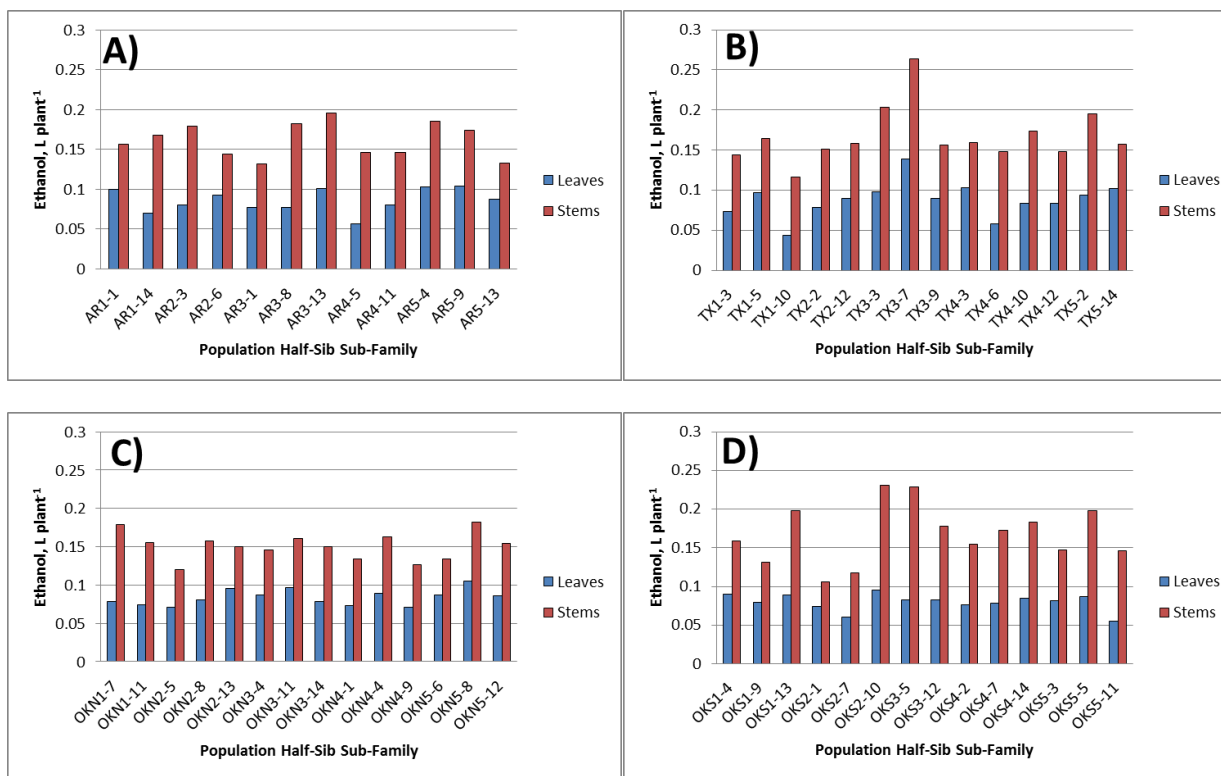 A)
0.3
0.25
0.2
0.15
0.1
0.05
0
Ethanol, L plant-1
AR1-1
AR1-14
AR2-3
AR2-6
AR3-1
AR3-8
AR3-13
AR4-5
AR4-11
AR5-4
AR5-9
AR5-13
Population Half-Sib Sub-Family
Leaves
Stems
B)
0.3
0.25
0.2
0.15
0.1
0.05
0
Ethanol, L plant-1
TX1-3
TX1-5
TX1-10
TX2-2
TX2-12
TX3-3
TX3-7
TX3-9
TX4-3
TX4-6
TX4-10
TX4-12
TX5-2
TX5-14
Population Half-Sib Sub-Family
Leaves
Stems
C)
0.3
0.25
0.2
0.15
0.1
0.05
0
Ethanol, L plant-1
OKN1-7
OKN1-11
OKN2-5
OKN2-8
OKN2-13
OKN3-4
OKN3-11
OKN3-14
OKN4-1
OKN4-4
OKN4-9
OKN5-6
OKN5-8
OKN5-12
Population Half-Sib Sub-Family
Leaves
Stems
D)
0.3
0.25
0.2
0.15
0.1
0.05
0
Ethanol, L plant-1
OKS1-4
OKS1-9
OKS1-13
OKS2-1
OKS2-7
OKS2-10
OKS3-5
OKS3-12
OKS4-2
OKS4-7
OKS4-14
OKS5-3
OKS5-5
OKS5-11
Population Half-Sib Sub-Family
Leaves
Stems